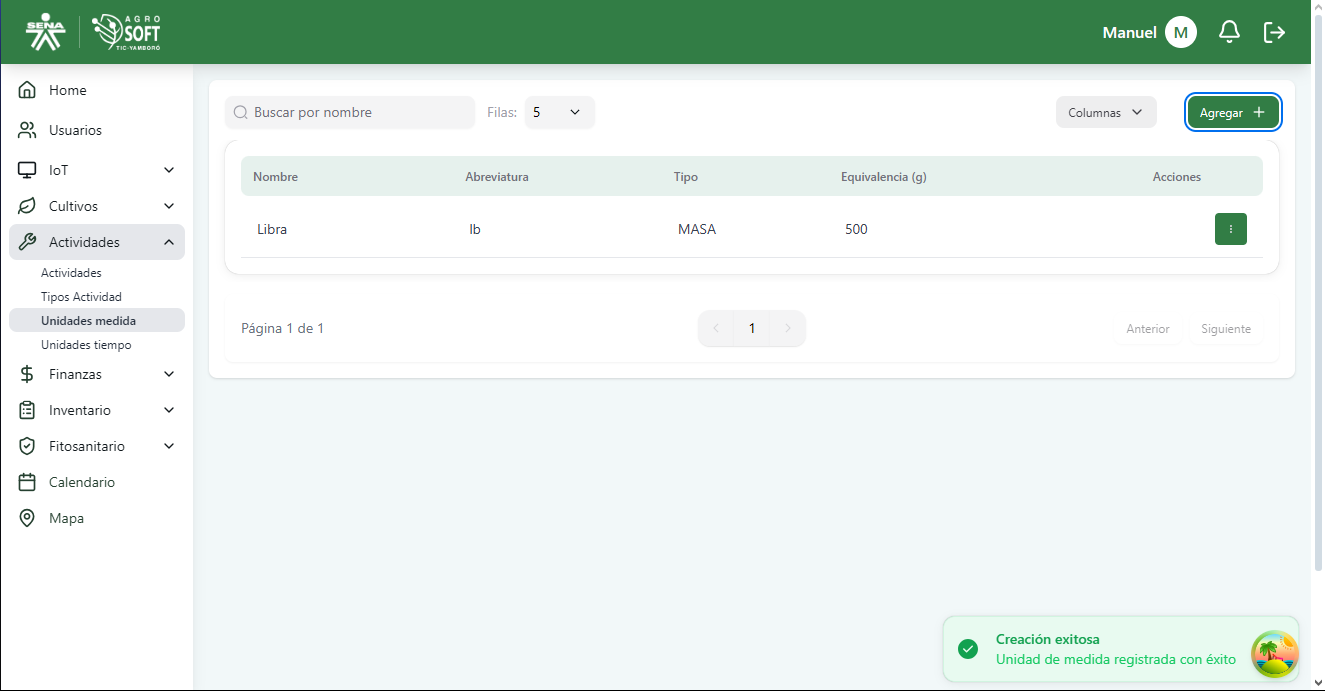 SENA
AGRO
SOFT
TIC-YAMBORÓ
Manuel
M
Home
Usuarios
IoT
Cultivos
Actividades
Actividades
Tipos Actividad
Unidades medida
Unidades tiempo
Finanzas
Inventario
Fitosanitario
Calendario
Mapa
Buscar por nombre
Filas: 5
Columnas
Agregar
Nombre Abreviatura Tipo Equivalencia (g) Acciones
Libra lb MASA 500
Página 1 de 1
1
Anterior Siguiente
Creación exitosa
Unidad de medida registrada con éxito